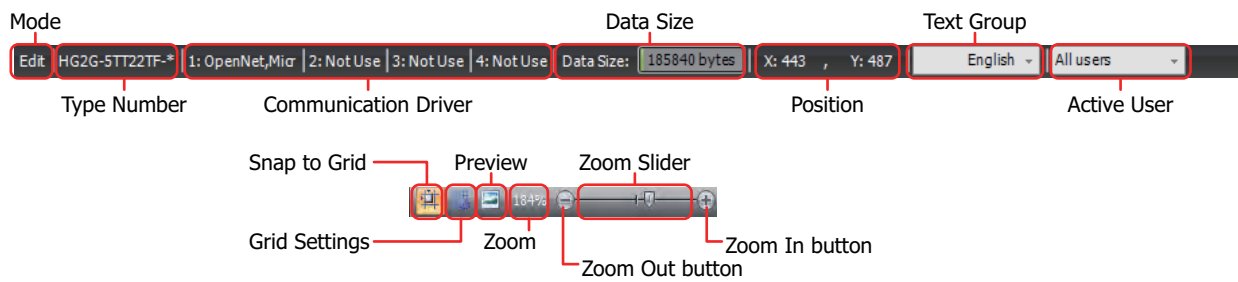 Mode Data Size Text Group
Edit HG2G-5TT22TF-* 1: OpenNet,Micr 2: Not Use 3: Not Use 4: Not Use Data Size: 185840 bytes X: 443 , Y: 487 English All users
Type Number Communication Driver Position Active User
Snap to Grid Preview Zoom Slider
184%
Grid Settings Zoom Zoom In button
Zoom Out button